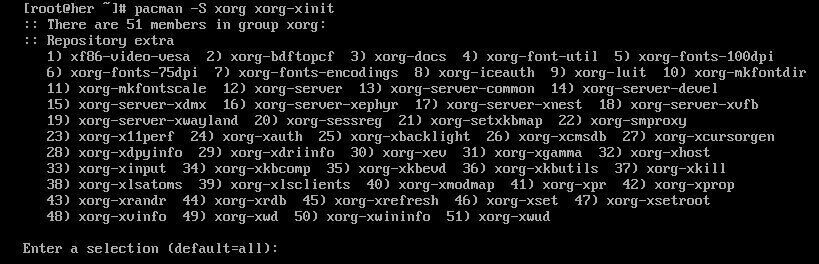 [root@her ~]# pacman -S xorg xorg-xinit
:: There are 51 members in group xorg:
:: Repository extra
1) xf86-video-vesa 2) xorg-bdftopcf 3) xorg-docs 4) xorg-font-util 5) xorg-fonts-100dpi
6) xorg-fonts-75dpi 7) xorg-fonts-encodings 8) xorg-iceauth 9) xorg-luit 10) xorg-mkfontdir
11) xorg-mkfontscale 12) xorg-server 13) xorg-server-common 14) xorg-server-devel
15) xorg-server-xdmx 16) xorg-server-xephyr 17) xorg-server-xnest 18) xorg-server-xvfb
19) xorg-server-xwayland 20) xorg-sessreg 21) xorg-setxkbmap 22) xorg-smproxy
23) xorg-x11perf 24) xorg-xauth 25) xorg-xbacklight 26) xorg-xcmsdb 27) xorg-xcursorgen
28) xorg-xdpyinfo 29) xorg-xdriinfo 30) xorg-xev 31) xorg-xgamma 32) xorg-xhost
33) xorg-xinput 34) xorg-xkbcomp 35) xorg-xkbevd 36) xorg-xkbutils 37) xorg-xkill
38) xorg-xlsatoms 39) xorg-xlsclients 40) xorg-xmodmap 41) xorg-xpr 42) xorg-xprop
43) xorg-xrandr 44) xorg-xrdb 45) xorg-xrefresh 46) xorg-xset 47) xorg-xsetroot
48) xorg-xvinfo 49) xorg-xwd 50) xorg-xwininfo 51) xorg-xwud
Enter a selection (default=all):